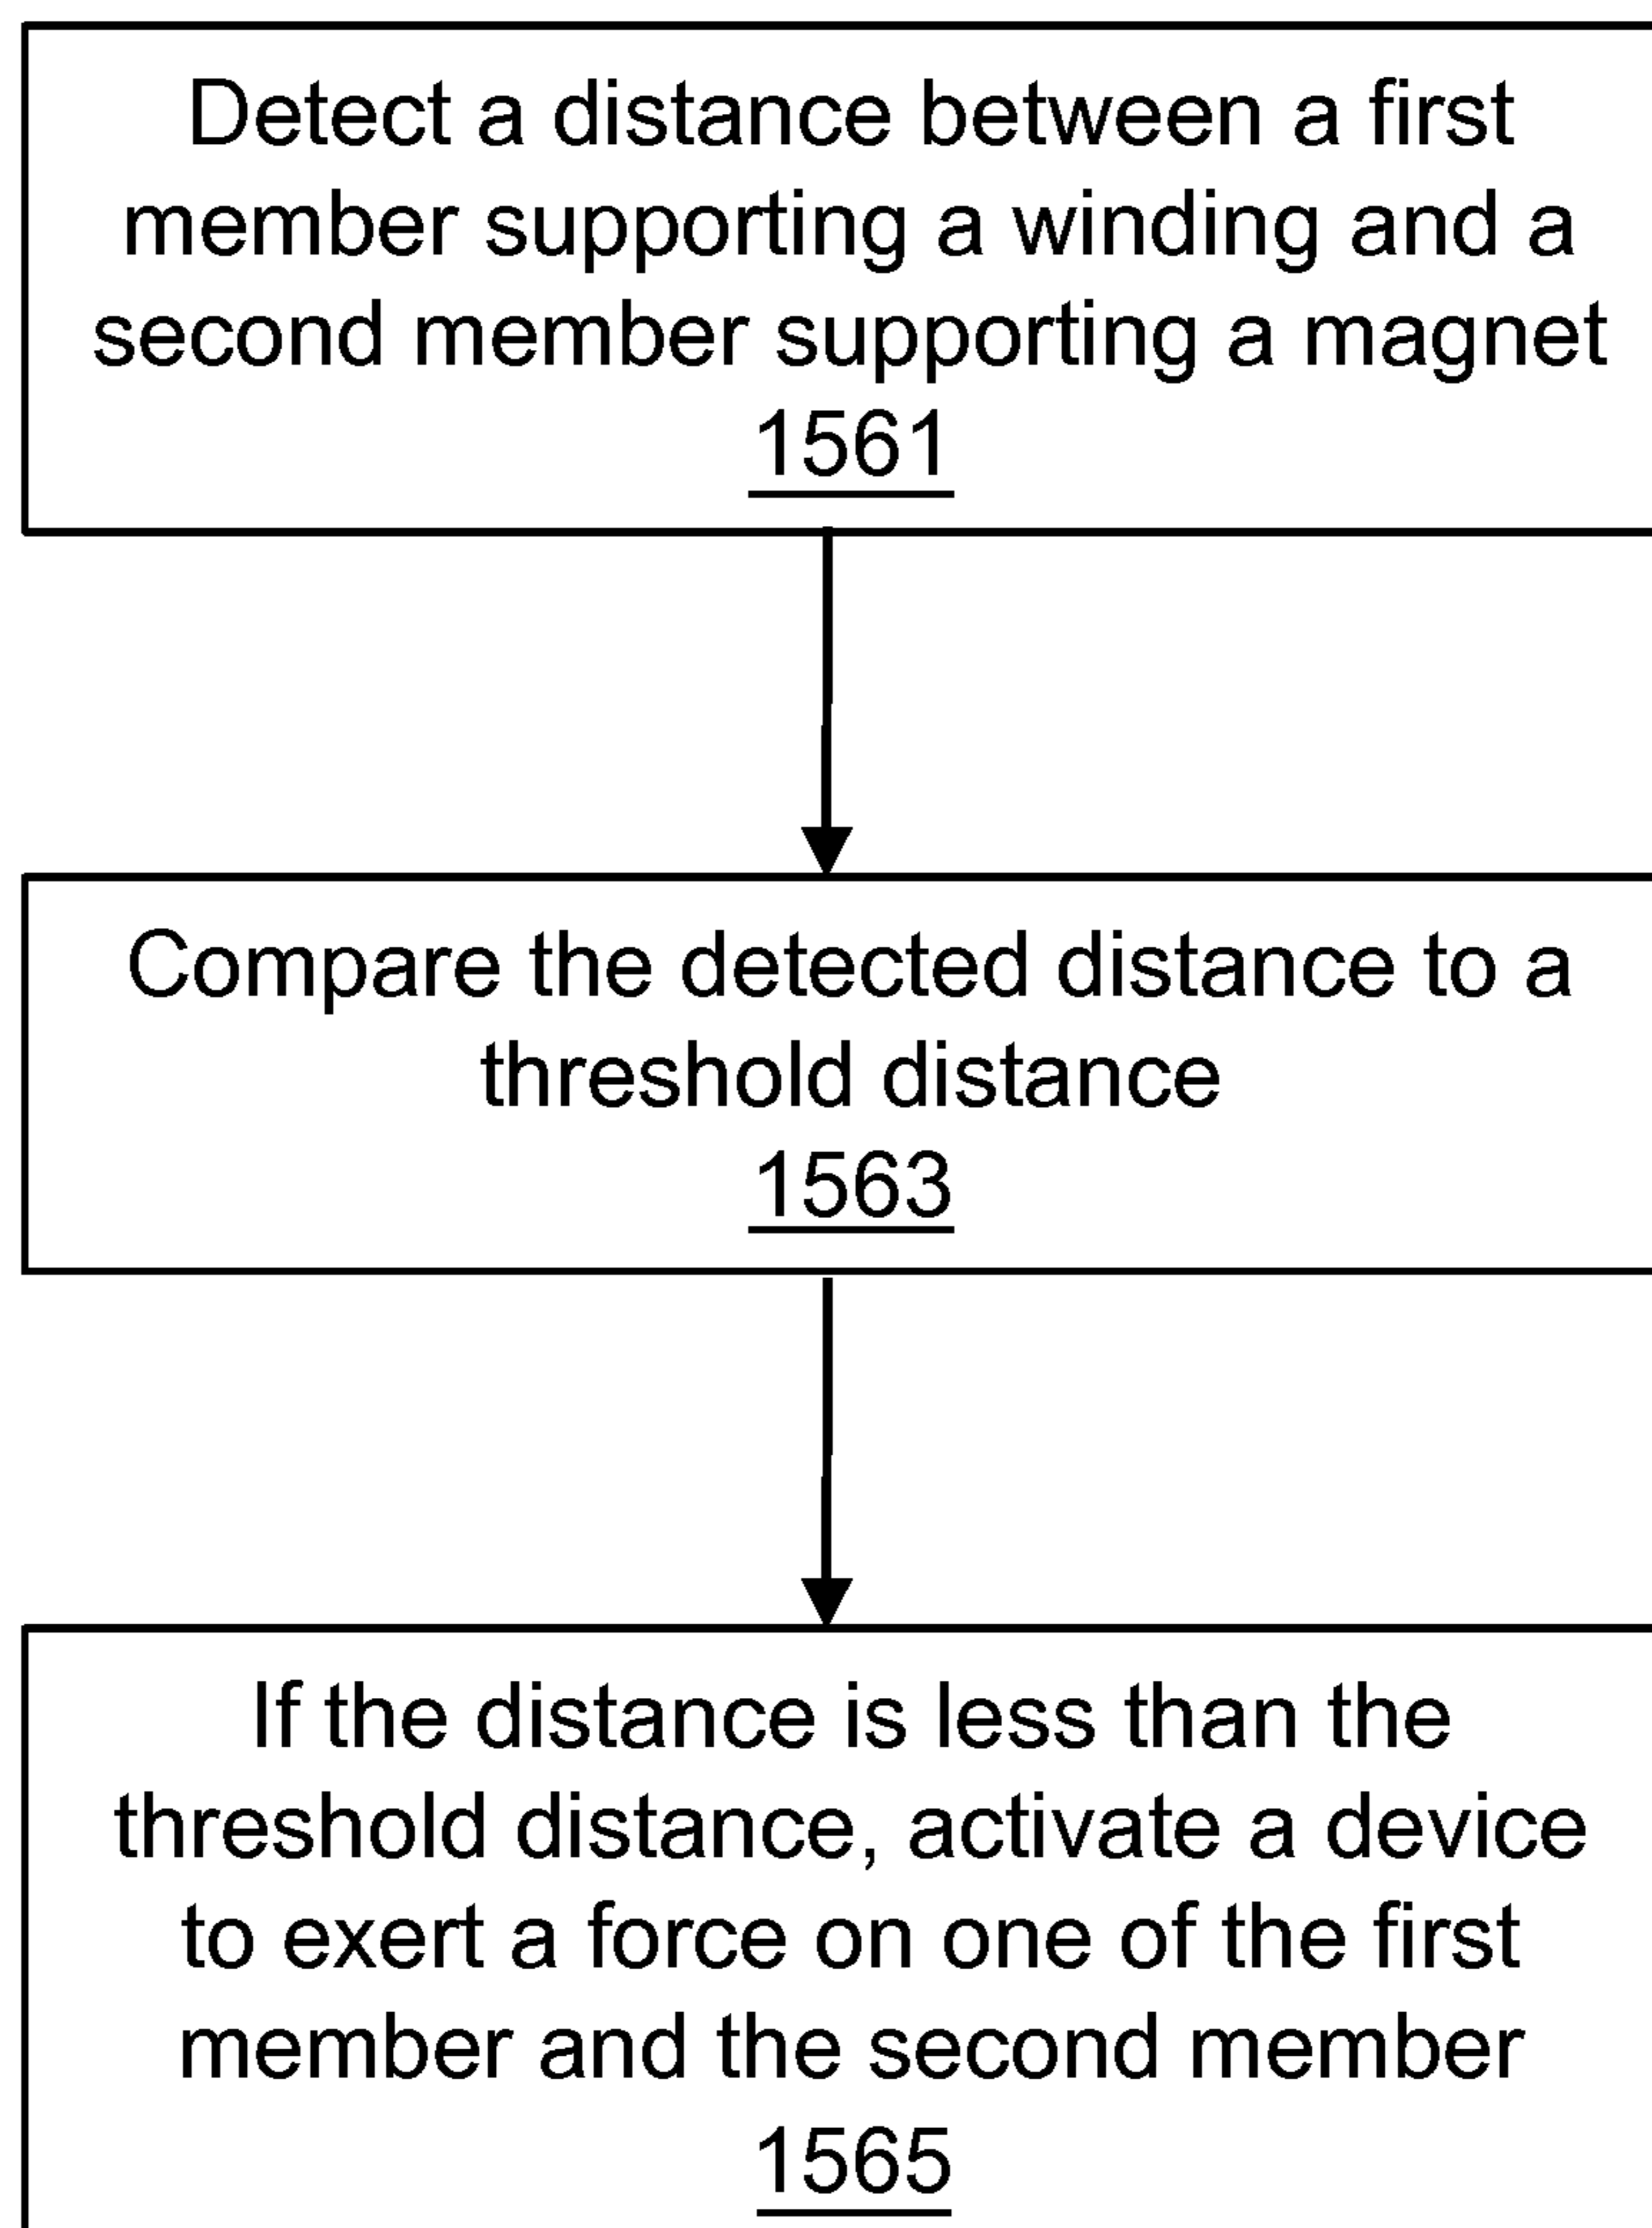 Detect a distance between a first
member supporting a winding and a
second member supporting a magnet
1561
Compare the detected distance to a
threshold distance
1563
If the distance is less than the
threshold distance, activate a device
to exert a force on one of the first
member and the second member
1565